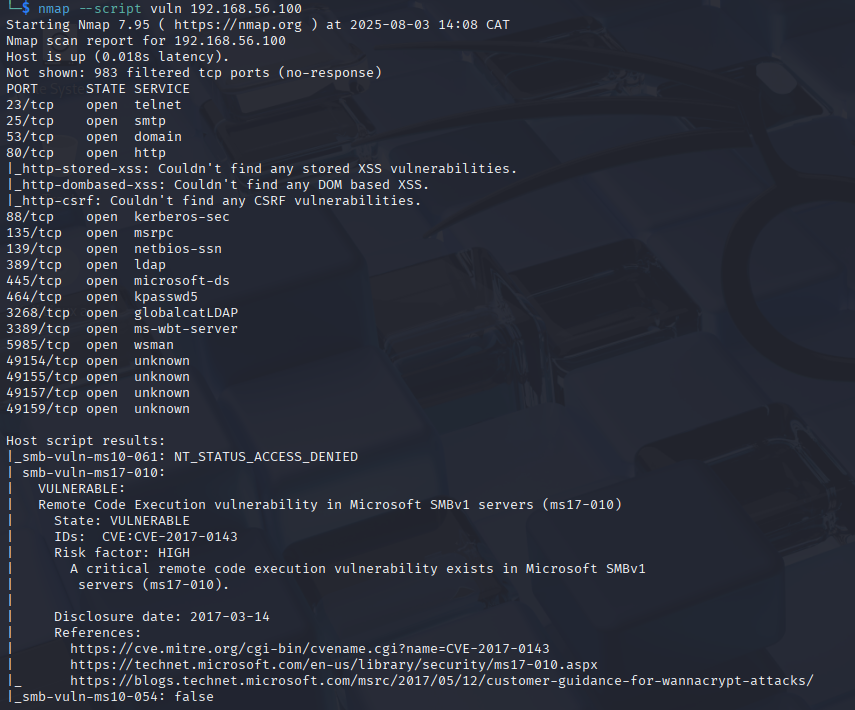 └─$ nmap --script vuln 192.168.56.100
Starting Nmap 7.95 ( https://nmap.org ) at 2025-08-03 14:08 CAT
Nmap scan report for 192.168.56.100
Host is up (0.018s latency).
Not shown: 983 filtered tcp ports (no-response)
PORT      STATE SERVICE
23/tcp    open  telnet
25/tcp    open  smtp
53/tcp    open  domain
80/tcp    open  http
|_http-stored-xss: Couldn't find any stored XSS vulnerabilities.
|_http-dombased-xss: Couldn't find any DOM based XSS.
|_http-csrf: Couldn't find any CSRF vulnerabilities.
88/tcp    open  kerberos-sec
135/tcp   open  msrpc
139/tcp   open  netbios-ssn
389/tcp   open  ldap
445/tcp   open  microsoft-ds
464/tcp   open  kpasswd5
3268/tcp  open  globalcatLDAP
3389/tcp  open  ms-wbt-server
5985/tcp  open  wsman
49154/tcp open  unknown
49155/tcp open  unknown
49157/tcp open  unknown
49159/tcp open  unknown

Host script results:
|_smb-vuln-ms10-061: NT_STATUS_ACCESS_DENIED
| smb-vuln-ms17-010:
|   VULNERABLE:
|   Remote Code Execution vulnerability in Microsoft SMBv1 servers (ms17-010)
|     State: VULNERABLE
|     IDs:  CVE:CVE-2017-0143
|     Risk factor: HIGH
|       A critical remote code execution vulnerability exists in Microsoft SMBv1
|        servers (ms17-010).
|
|     Disclosure date: 2017-03-14
|     References:
|       https://cve.mitre.org/cgi-bin/cvename.cgi?name=CVE-2017-0143
|       https://technet.microsoft.com/en-us/library/security/ms17-010.aspx
|_      https://blogs.technet.microsoft.com/msrc/2017/05/12/customer-guidance-for-wannacrypt-attacks/
|_smb-vuln-ms10-054: false